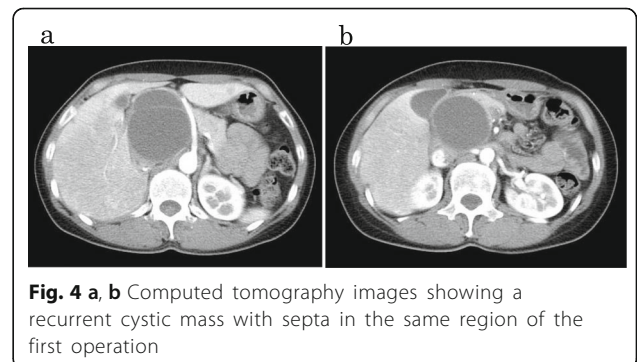 a
b
Fig. 4 a, b Computed tomography images showing a
recurrent cystic mass with septa in the same region of the
first operation